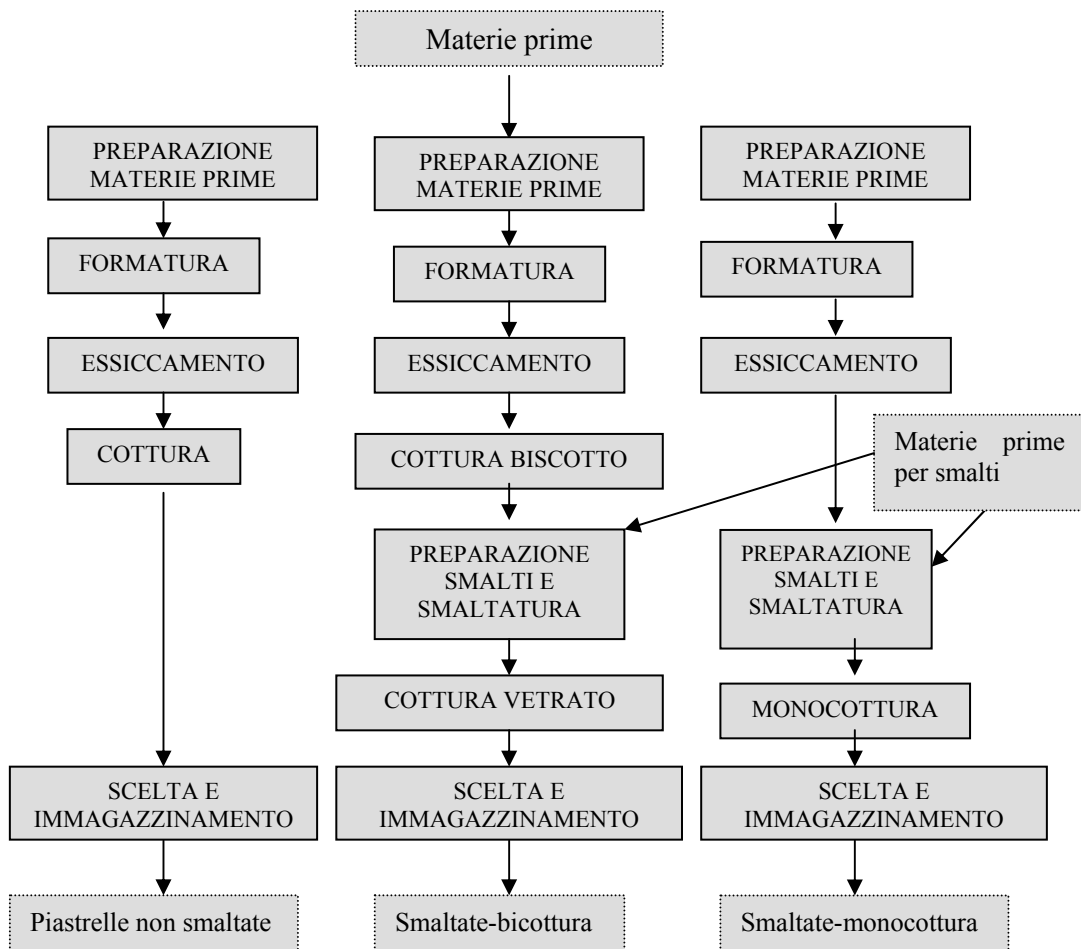 Materie prime
PREPARAZIONE
MATERIE PRIME
FORMATURA
ESSICCAMENTO
COTTURA
SCELTA E
IMMAGAZZINAMENTO
Piastrelle non smaltate
PREPARAZIONE
MATERIE PRIME
FORMATURA
ESSICCAMENTO
COTTURA BISCOTTO
PREPARAZIONE
SMALTI E
SMALTATURA
COTTURA VETRATO
SCELTA E
IMMAGAZZINAMENTO
Smaltate-bicottura
PREPARAZIONE
MATERIE PRIME
FORMATURA
ESSICCAMENTO
Materie prime
per smalti
PREPARAZIONE
SMALTI E
SMALTATURA
MONOCOTTURA
SCELTA E
IMMAGAZZINAMENTO
Smaltate-monocottura